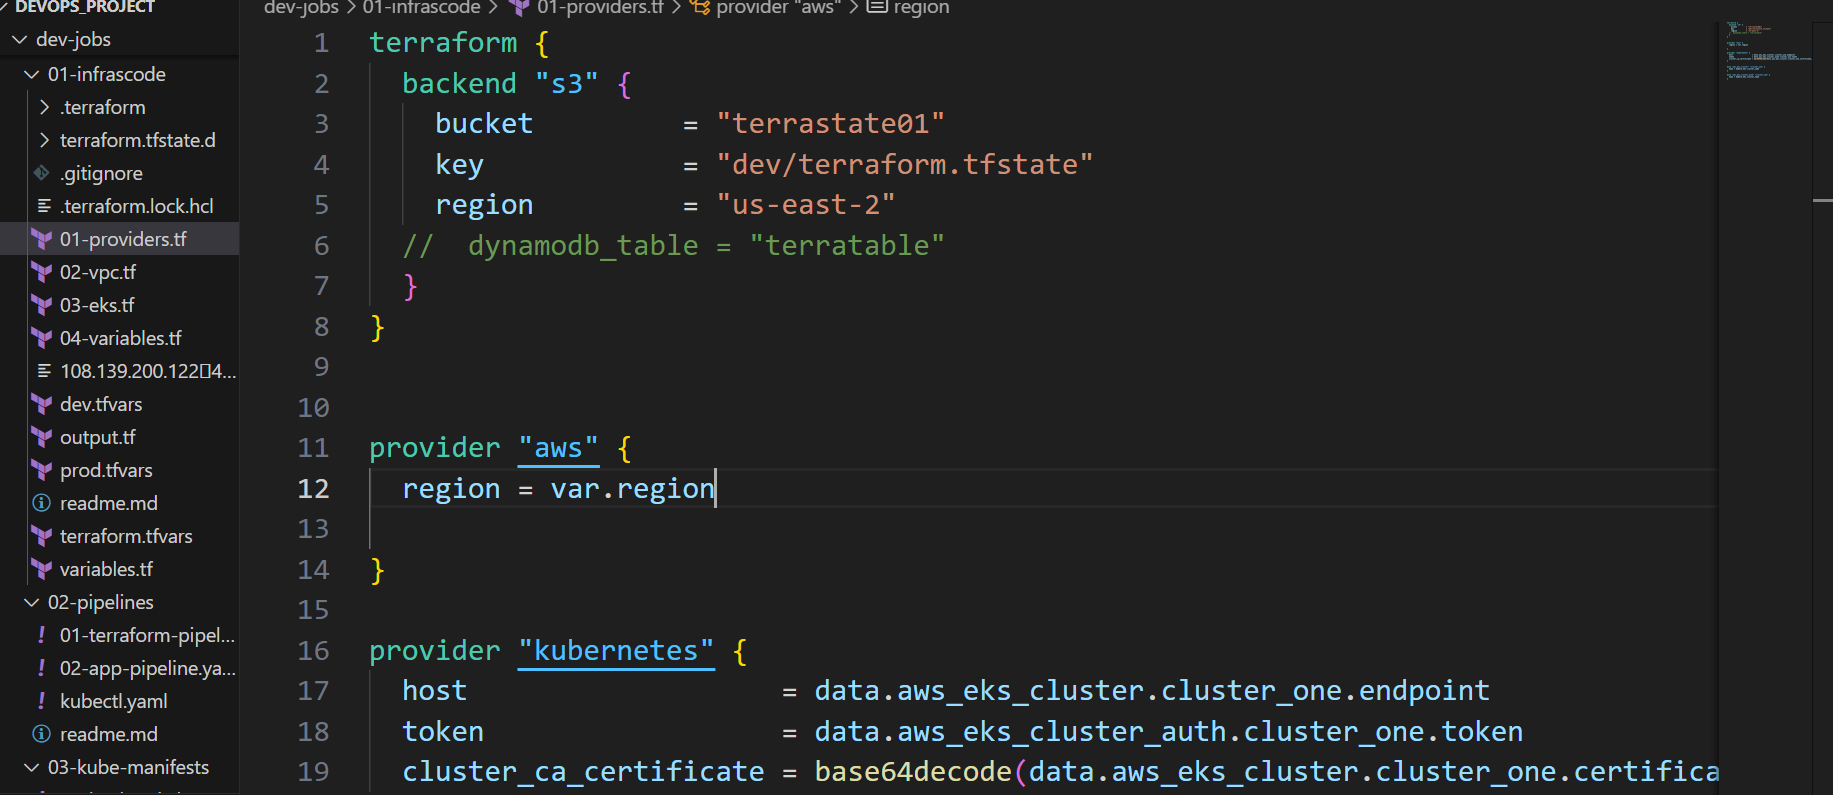 DEVOPS_PROJECT
dev-jobs
01-infrascode
.terraform
terraform.tfstate.d
.gitignore
.terraform.lock.hcl
01-providers.tf
02-vpc.tf
03-eks.tf
04-variables.tf
108.139.200.122▯4...
dev.tfvars
output.tf
prod.tfvars
readme.md
terraform.tfvars
variables.tf
02-pipelines
01-terraform-pipel...
02-app-pipeline.ya...
kubectl.yaml
readme.md
03-kube-manifests
dev-jobs > 01-infrascode > 01-providers.tf > provider "aws" > region
1 terraform {
2 backend "s3" {
3 bucket = "terrastate01"
4 key = "dev/terraform.tfstate"
5 region = "us-east-2"
6 // dynamodb_table = "terratable"
7 }
8 }
9
10
11 provider "aws" {
12 region = var.region
13
14 }
15
16 provider "kubernetes" {
17 host = data.aws_eks_cluster.cluster_one.endpoint
18 token = data.aws_eks_cluster_auth.cluster_one.token
19 cluster_ca_certificate = base64decode(data.aws_eks_cluster.cluster_one.certifica